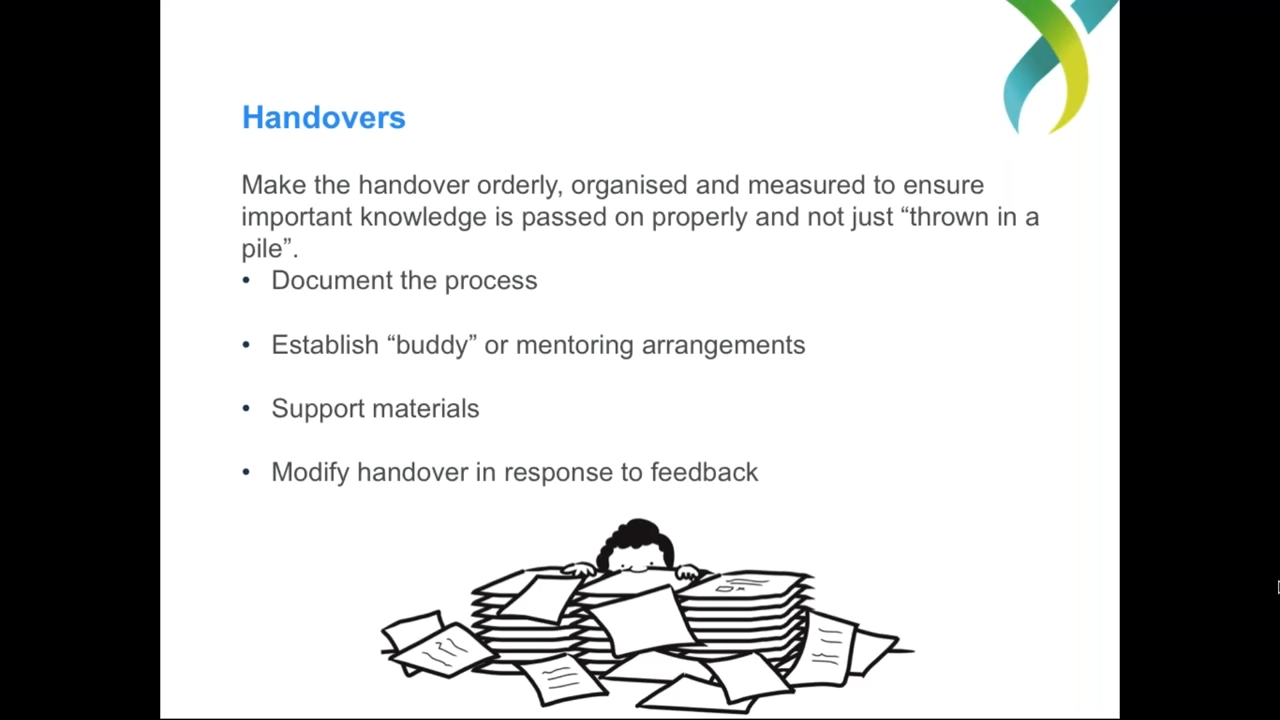 Handovers
Make the handover orderly, organised and measured to ensure
important knowledge is passed on properly and not just “thrown in a
pile”.
• Document the process
• Establish “buddy” or mentoring arrangements
• Support materials
• Modify handover in response to feedback